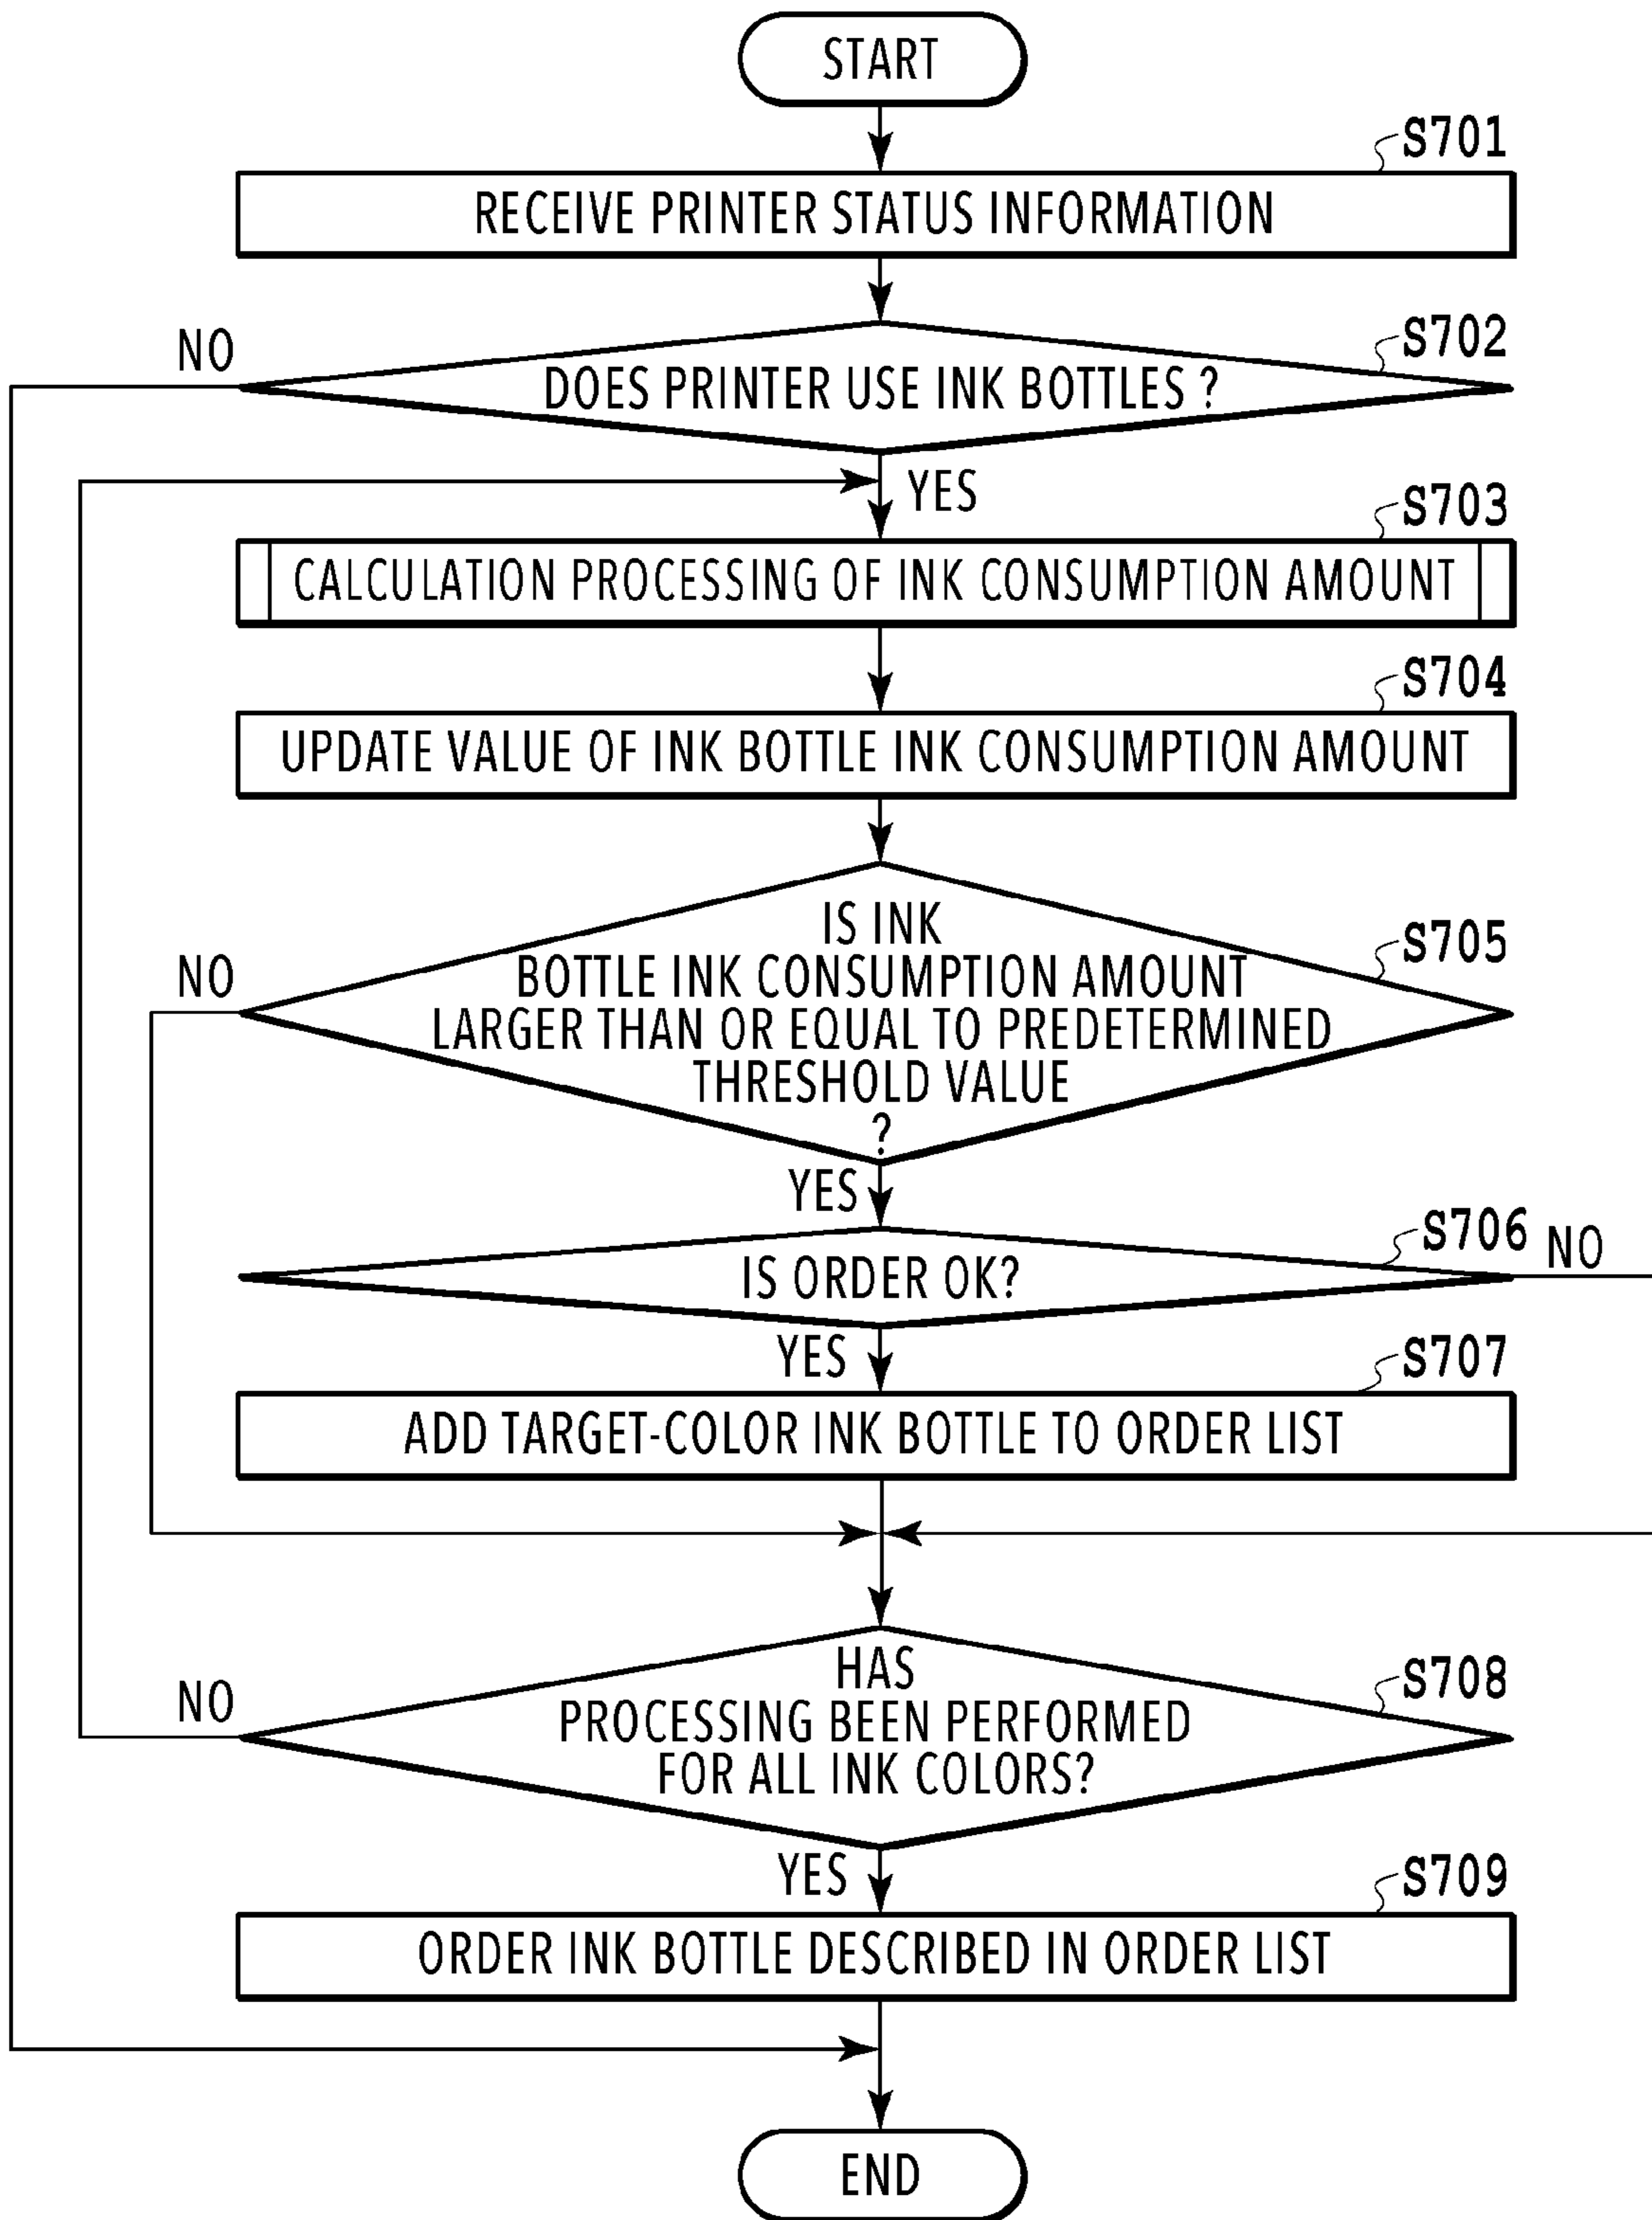 START
S701
RECEIVE PRINTER STATUS INFORMATION
NO
S702
DOES PRINTER USE INK BOTTLES ?
YES
S703
CALCULATION PROCESSING OF INK CONSUMPTION AMOUNT
S704
UPDATE VALUE OF INK BOTTLE INK CONSUMPTION AMOUNT
IS INK
S705
NO
BOTTLE INK CONSUMPTION AMOUNT
LARGER THAN OR EQUAL TO PREDETERMINED
THRESHOLD VALUE
?
YES
S706
NO
IS ORDER OK?
YES
S707
ADD TARGET-COLOR INK BOTTLE TO ORDER LIST
HAS
S708
NO
PROCESSING BEEN PERFORMED
FOR ALL INK COLORS?
YES
S709
ORDER INK BOTTLE DESCRIBED IN ORDER LIST
END